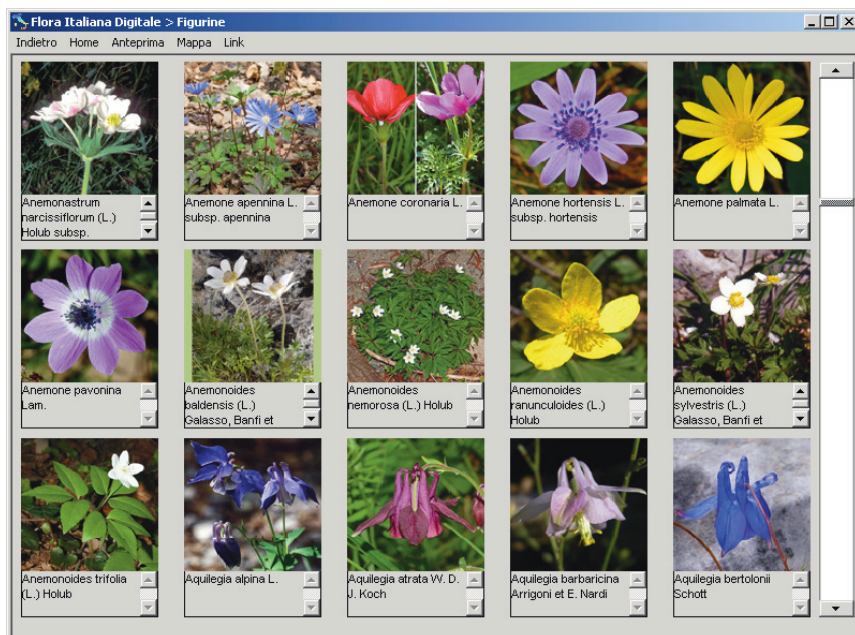 Flora Italiana Digitale > Figurine
Indietro Home Anteprima Mappa Link
Anemonastrum
narcissiflorum (L.)
Holub subsp.
Anemone apennina L.
subsp. apennina
Anemone coronaria L.
Anemone hortensis L.
subsp. hortensis
Anemone palmata L.
Anemone pavonina
Lam.
Anemonoides
baldensis (L.)
Galasso, Banfi et
Anemonoides
nemorosa (L.) Holub
Anemonoides
ranunculoides (L.)
Holub
Anemonoides
sylvestris (L.)
Galasso, Banfi et
Anemonoides trifolia
(L.) Holub
Aquilegia alpina L.
Aquilegia atrata W. D.
J. Koch
Aquilegia barbaricina
Arrigoni et E. Nardi
Aquilegia bertolonii
Schott